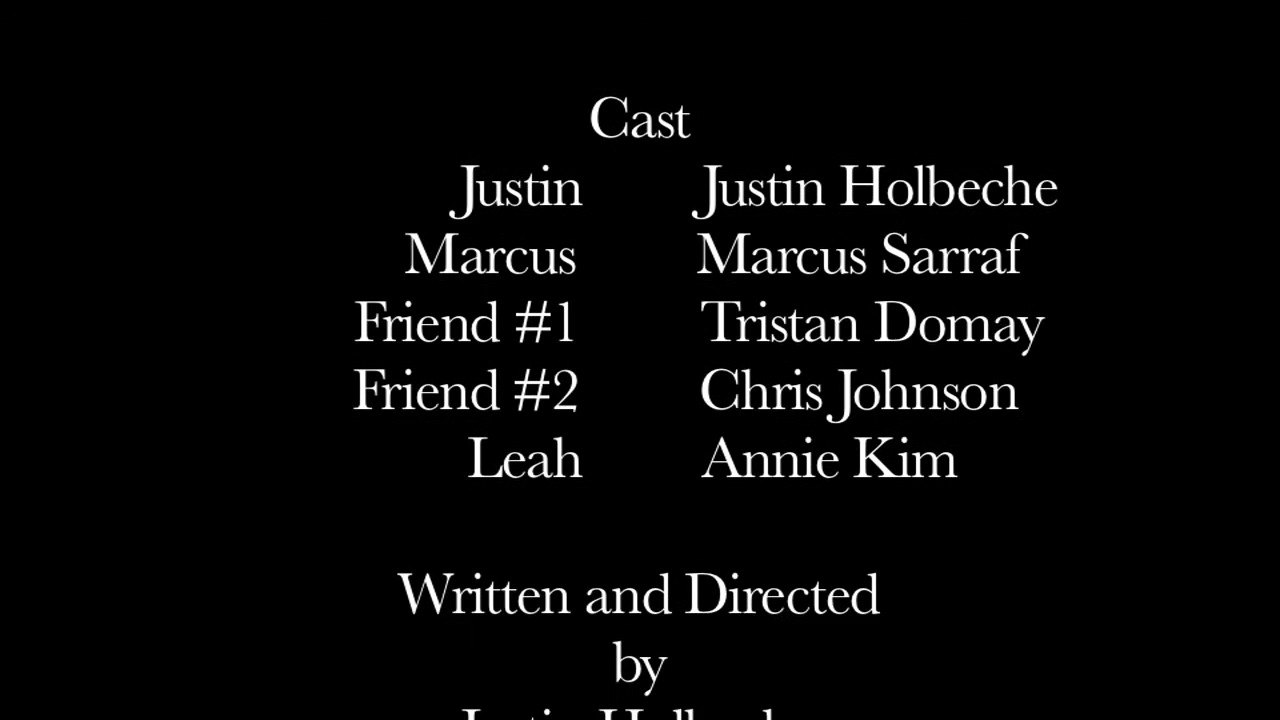 Cast
Justin Justin Holbeche
Marcus Marcus Sarraf
Friend #1 Tristan Domay
Friend #2 Chris Johnson
Leah Annie Kim
Written and Directed
by